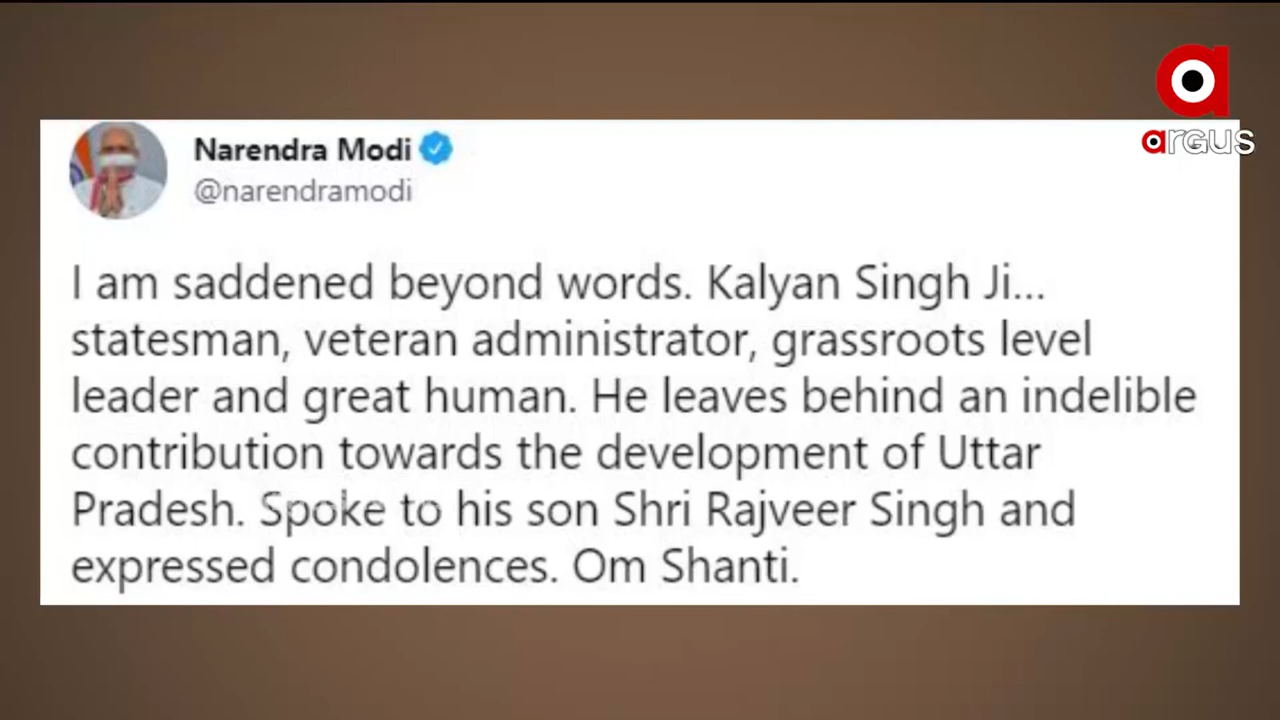 argus
Narendra Modi
@narendramodi
I am saddened beyond words. Kalyan Singh Ji…
statesman, veteran administrator, grassroots level
leader and great human. He leaves behind an indelible
contribution towards the development of Uttar
Pradesh. Spoke to his son Shri Rajveer Singh and
expressed condolences. Om Shanti.